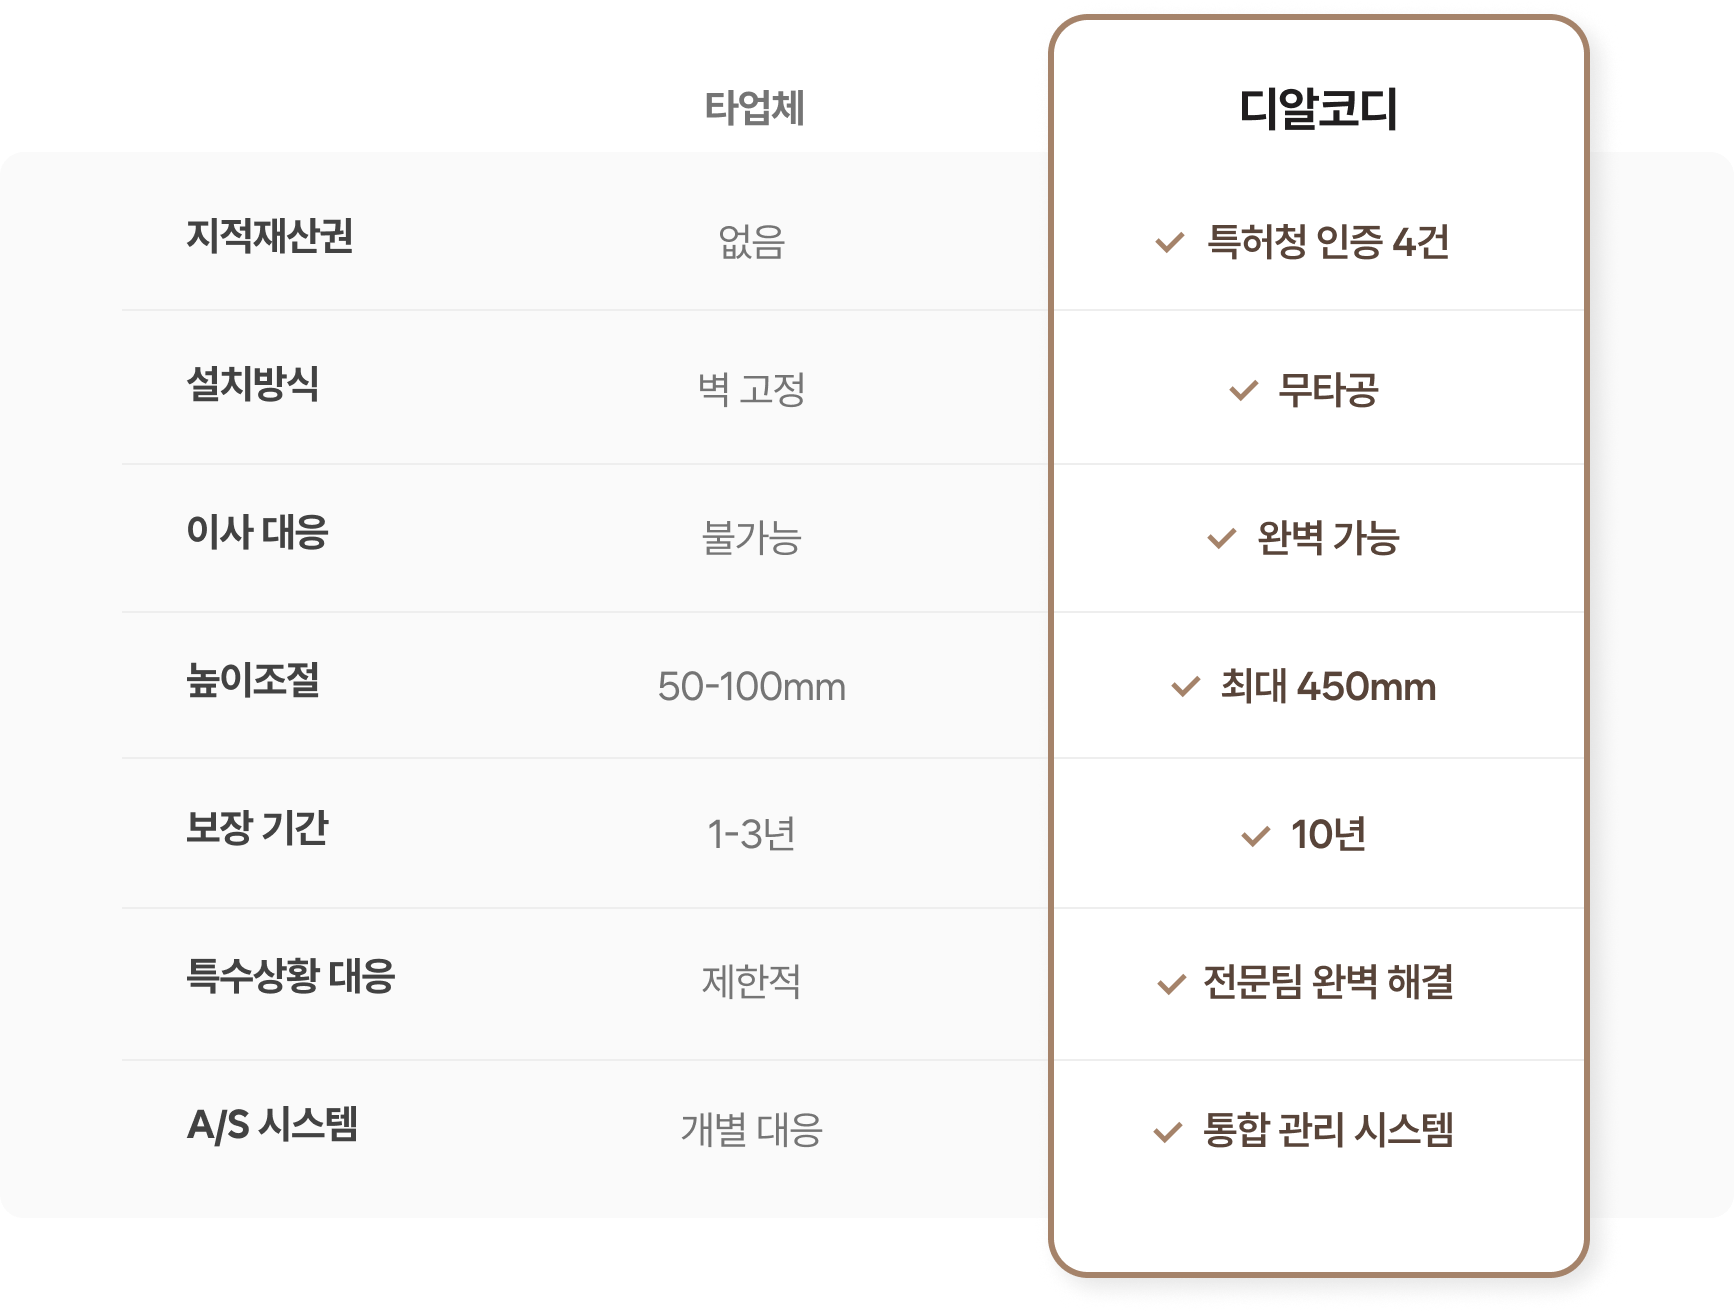 타업체 디알코디
지적재산권 없음 특허청 인증 4건
설치방식 벽 고정 무타공
이사 대응 불가능 완벽 가능
높이조절 50-100mm 최대 450mm
보장 기간 1-3년 10년
특수상황 대응 제한적 전문팀 완벽 해결
A/S 시스템 개별 대응 통합 관리 시스템